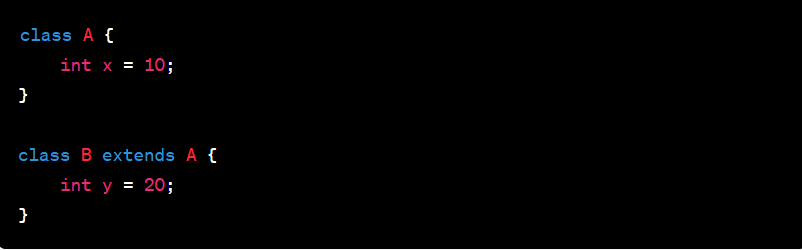 class A {
    int x = 10;
}

class B extends A {
    int y = 20;
}